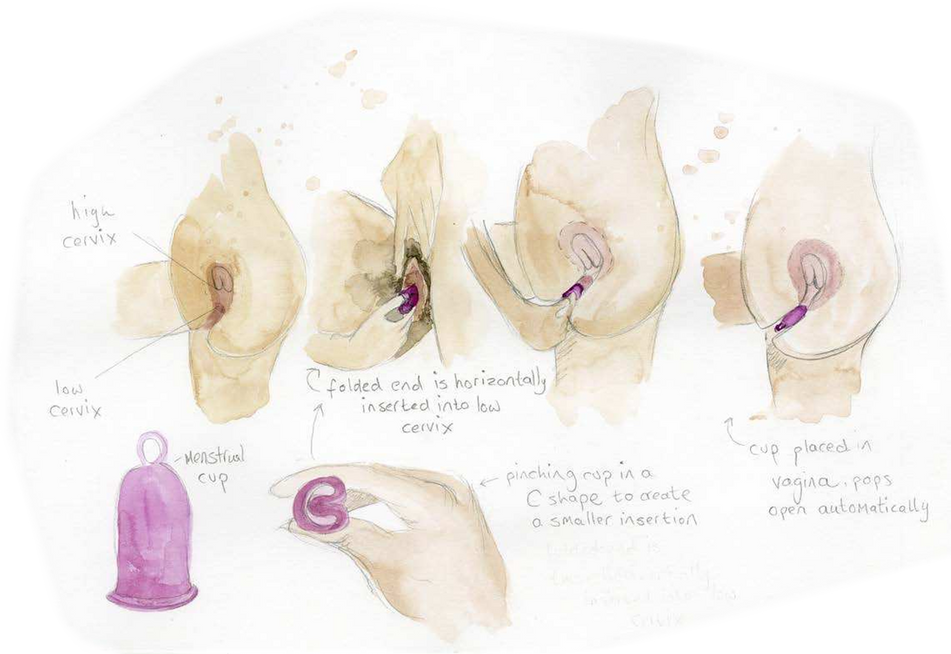 high
cervix
low
cervix
folded end is horizontally
inserted into low
cervix
cup placed in
vagina. pops
open automatically
menstrual
cup
pinching cup in a
C shape to create
a smaller insertion
cervix